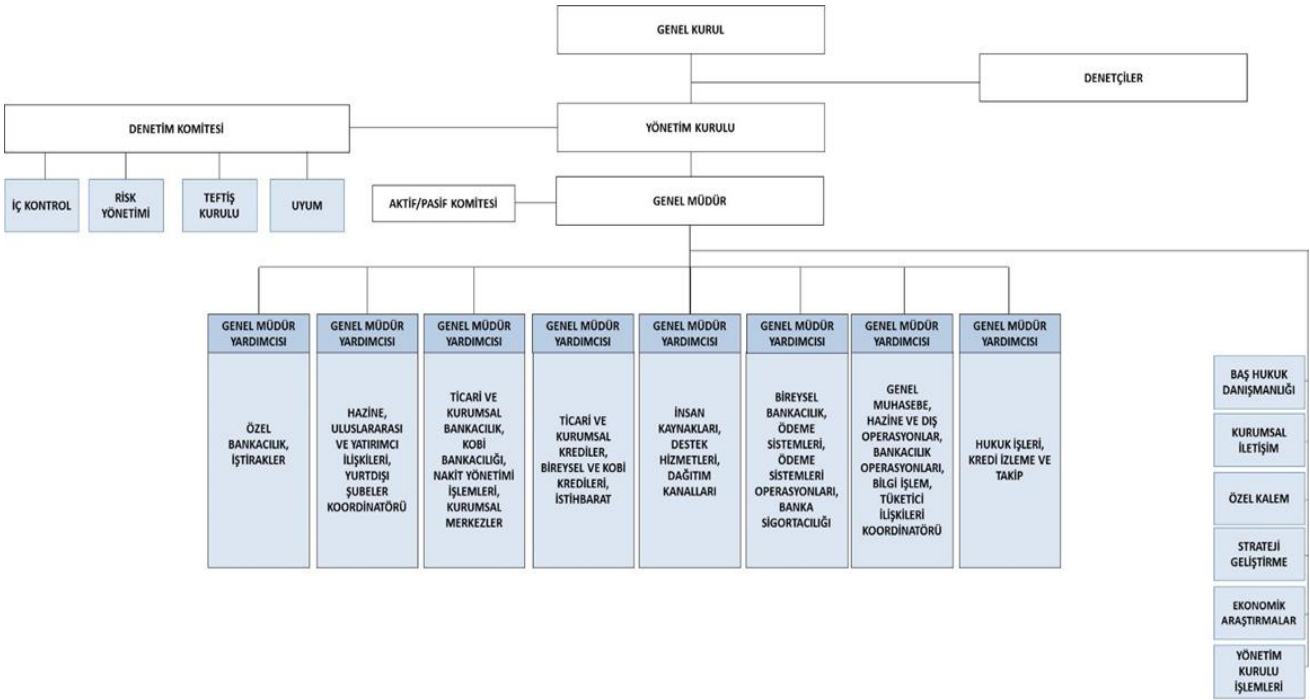 GENEL KURUL
DENETÇİLER
DENETİM KOMİTESİ
YÖNETİM KURULU
İÇ KONTROL
RİSK
YÖNETİMİ
TEFTİŞ
KURULU
UYUM
AKTİF/PASİF KOMİTESİ
GENEL MÜDÜR
GENEL MÜDÜR
YARDIMCISI
ÖZEL
BANKACILIK,
İŞTİRAKLER
GENEL MÜDÜR
YARDIMCISI
HAZİNE,
ULUSLARARASI
VE YATIRIMCI
İLİŞKİLERİ,
YURTDIŞI
ŞUBELER
KOORDİNATÖRÜ
GENEL MÜDÜR
YARDIMCISI
TİCARİ VE
KURUMSAL
BANKACILIK,
KOBİ
BANKACILIĞI,
NAKİT YÖNETİMİ
İŞLEMLERİ,
KURUMSAL
MERKEZLER
GENEL MÜDÜR
YARDIMCISI
TİCARİ VE
KURUMSAL
KREDİLER,
BİREYSEL VE KOBİ
KREDİLERİ,
İSTİHBARAT
GENEL MÜDÜR
YARDIMCISI
İNSAN
KAYNAKLARI,
DESTEK
HİZMETLERİ,
DAĞITIM
KANALLARI
GENEL MÜDÜR
YARDIMCISI
BİREYSEL
BANKACILIK,
ÖDEME
SİSTEMLERİ,
ÖDEME
SİSTEMLERİ
OPERASYONLARI,
BANKA
SİGORTACILIĞI
GENEL MÜDÜR
YARDIMCISI
GENEL
MUHASEBE,
HAZİNE VE DIŞ
OPERASYONLAR,
BANKACILIK
OPERASYONLARI,
BİLGİ İŞLEM,
TÜKETİCİ
İLİŞKİLERİ
KOORDİNATÖRÜ
GENEL MÜDÜR
YARDIMCISI
HUKUK İŞLERİ,
KREDİ İZLEME VE
TAKİP
BAŞ HUKUK
DANIŞMANLIĞI
KURUMSAL
İLETİŞİM
ÖZEL KALEM
STRATEJİ
GELİŞTİRME
EKONOMİK
ARAŞTIRMALAR
YÖNETİM
KURULU
İŞLEMLERİ